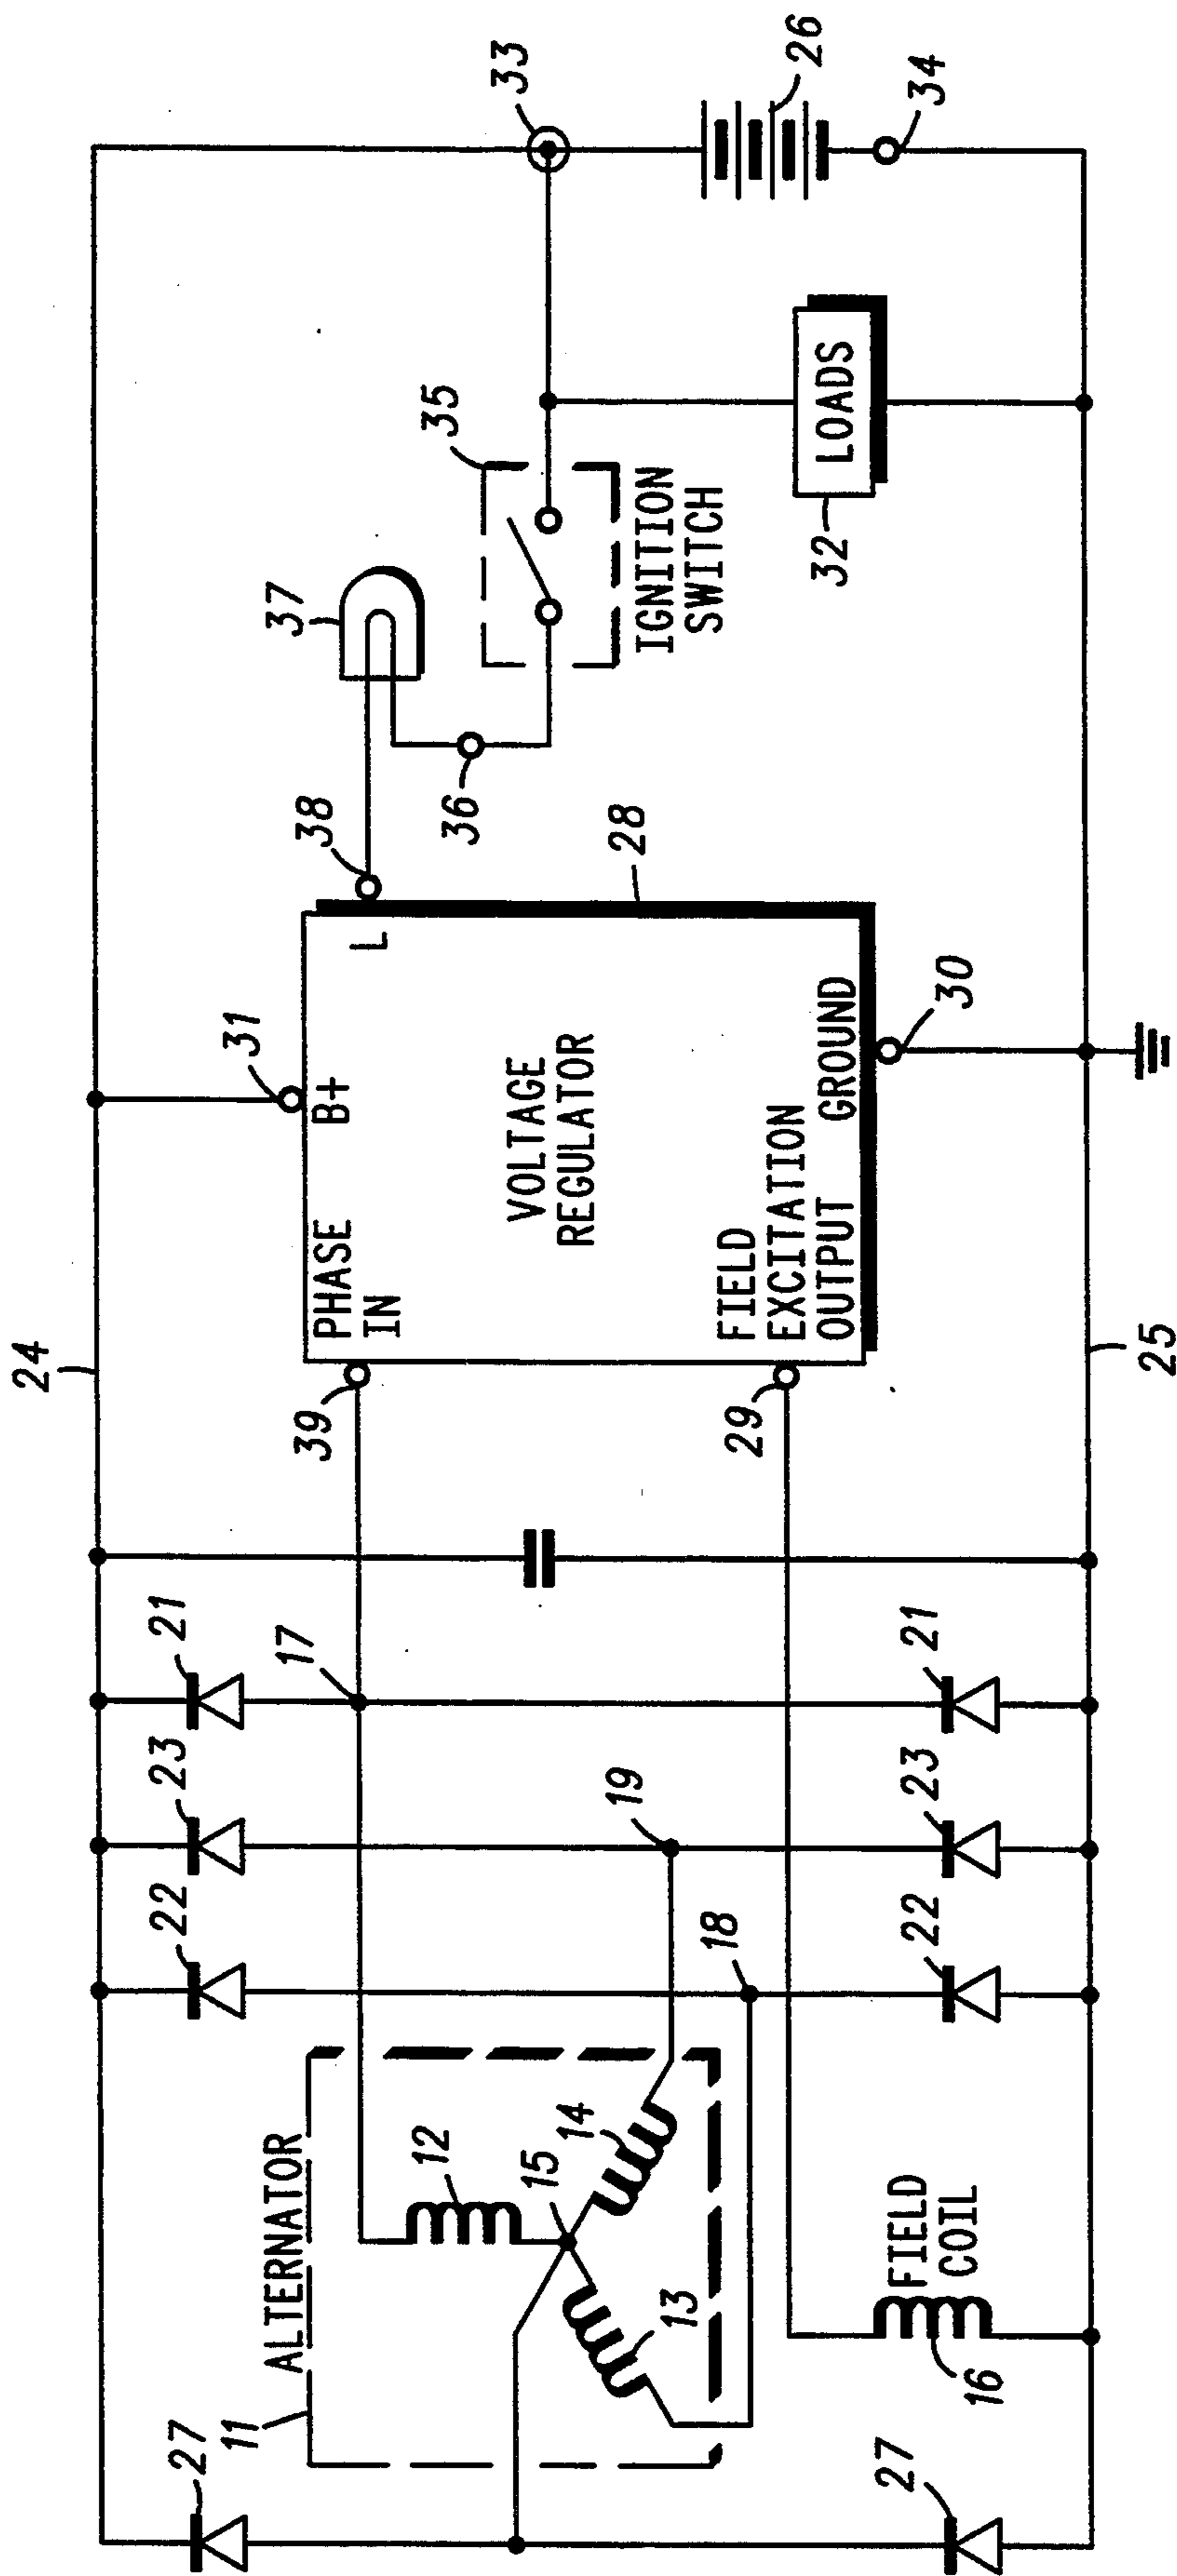 27
11
ALTERNATOR
12
15
14
13
27
16
FIELD
COIL
22
23
21
17
19
18
22
23
21
24
39
PHASE
IN
31
B+
L
38
VOLTAGE
REGULATOR
28
29
FIELD
EXCITATION
OUTPUT
GROUND
30
25
37
36
35
IGNITION
SWITCH
33
32
LOADS
26
34